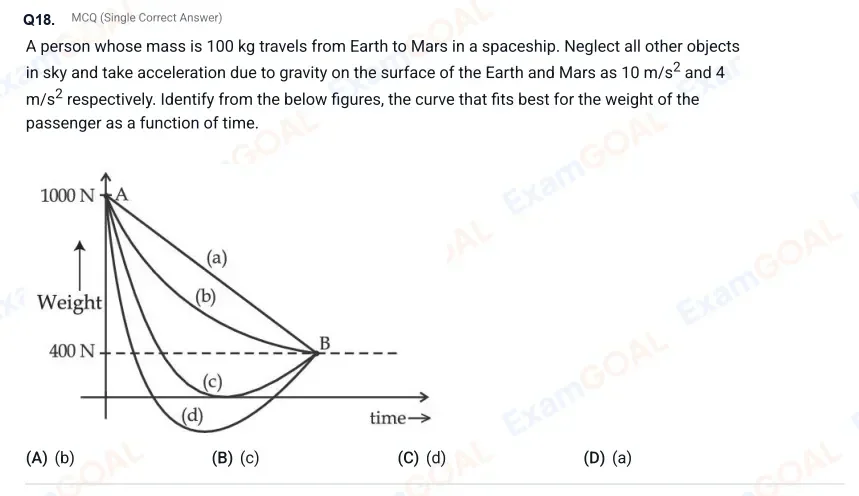 Q18. MCQ (Single Correct Answer)
A person whose mass is 100 kg travels from Earth to Mars in a spaceship. Neglect all other objects
in sky and take acceleration due to gravity on the surface of the Earth and Mars as 10 m/s² and 4
m/s² respectively. Identify from the below figures, the curve that fits best for the weight of the
passenger as a function of time.
1000 N A
(a)
(b)
Weight
400 N B
(c)
(d) time
(A) (b) (B) (c) (C) (d) (D) (a)
ExamGOAL